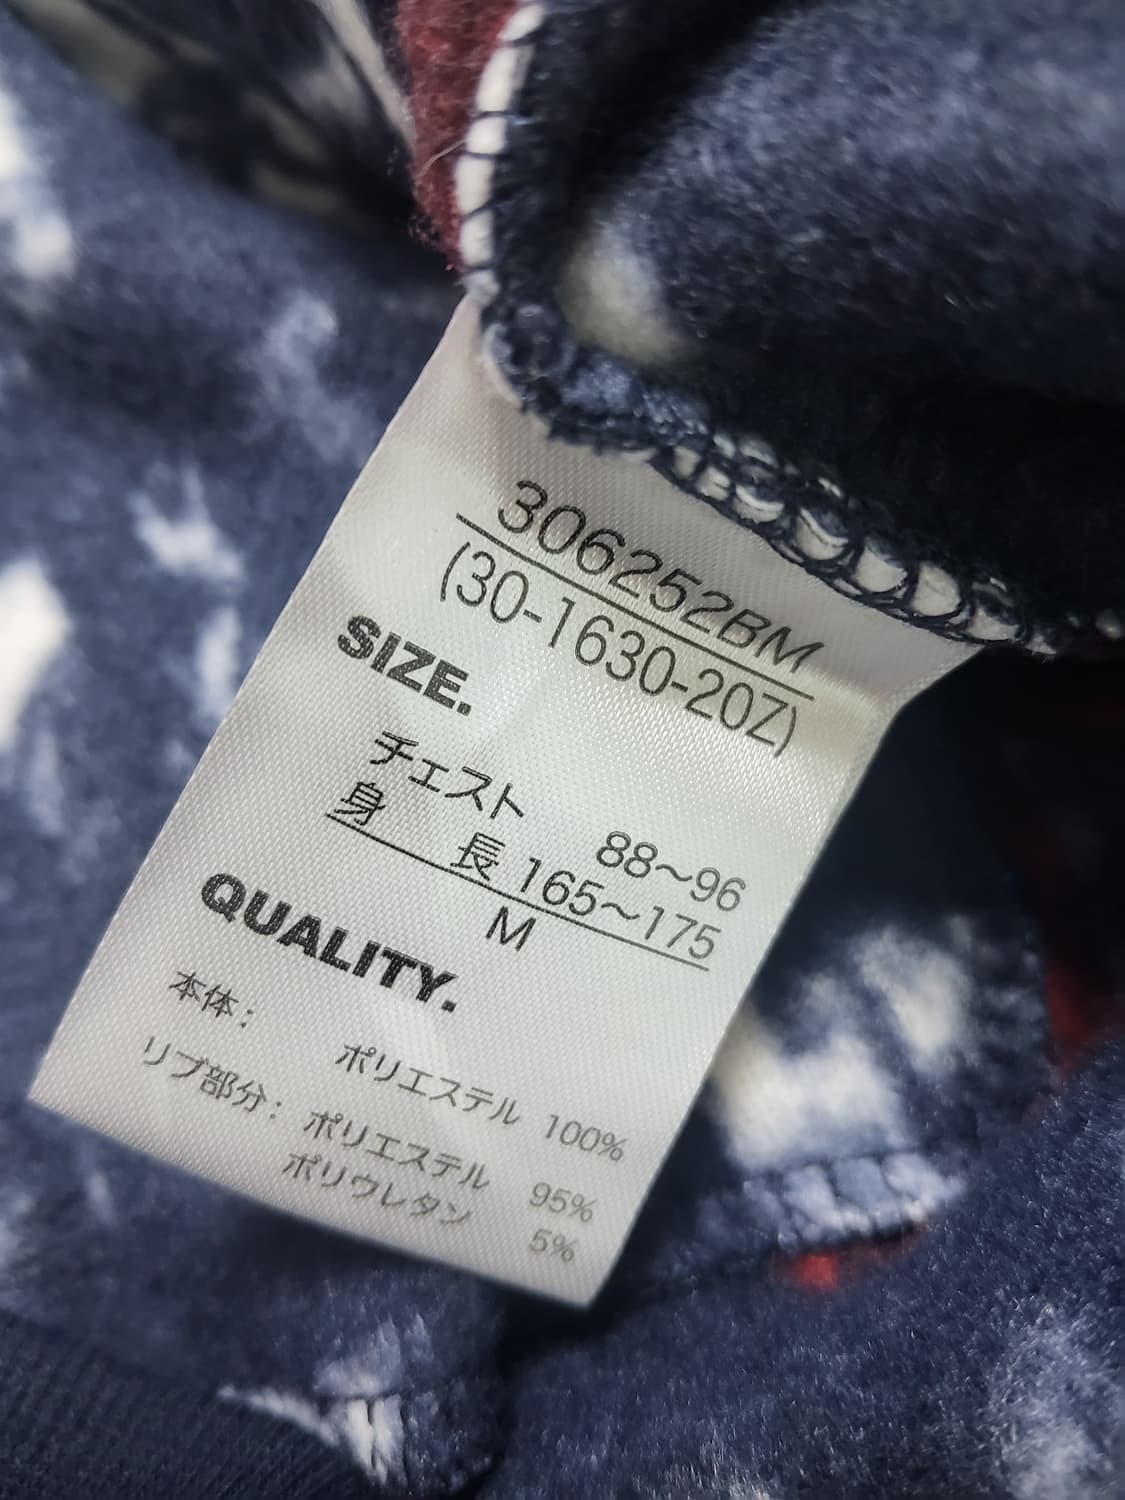 306252BM
(30-1630-20Z)
SIZE.
チェスト 88~96
身 長 165~175
M
QUALITY.
本体: ポリエステル 100%
リブ部分: ポリエステル 95%
ポリウレタン 5%